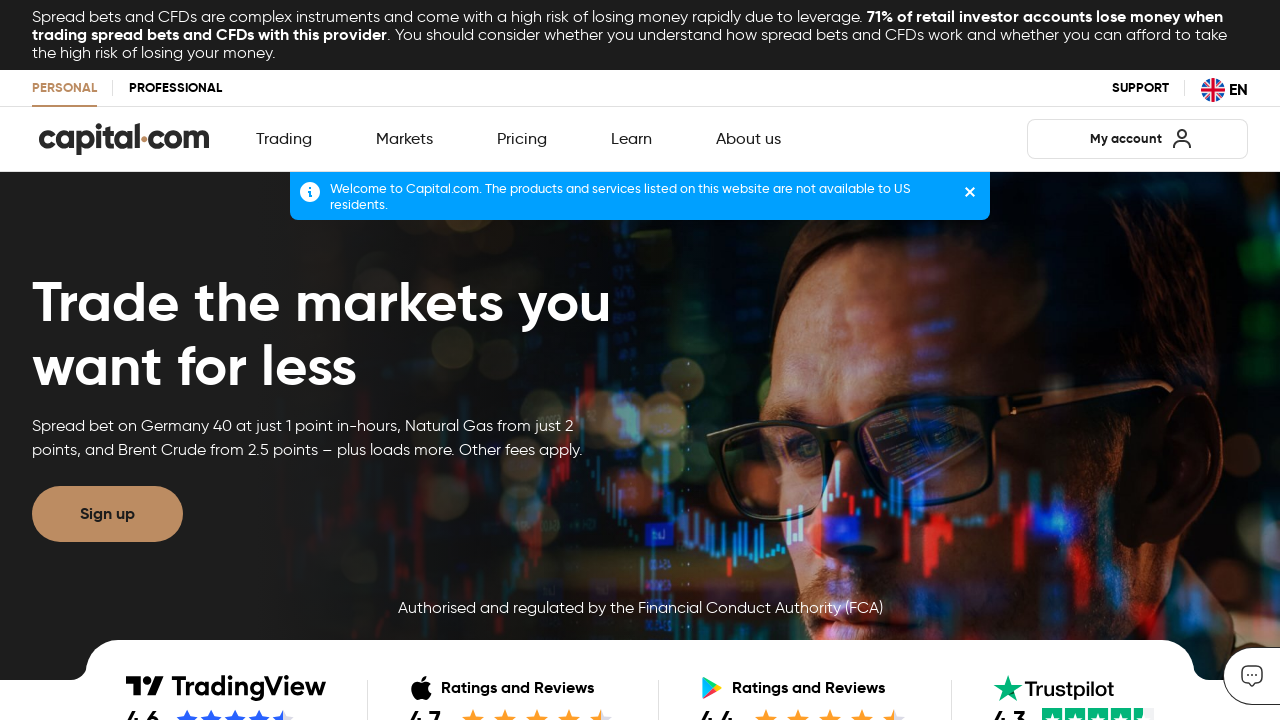 Spread bets and CFDs are complex instruments and come with a high risk of losing money rapidly due to leverage. 71% of retail investor accounts lose money when
trading spread bets and CFDs with this provider. You should consider whether you understand how spread bets and CFDs work and whether you can afford to take
the high risk of losing your money.
PERSONAL PROFESSIONAL SUPPORT EN
capital.com Trading Markets Pricing Learn About us My account
Welcome to Capital.com. The products and services listed on this website are not available to US
residents.
Trade the markets you
want for less
Spread bet on Germany 40 at just 1 point in-hours, Natural Gas from just 2
points, and Brent Crude from 2.5 points – plus loads more. Other fees apply.
Sign up
Authorised and regulated by the Financial Conduct Authority (FCA)
TradingView Ratings and Reviews Ratings and Reviews Trustpilot
4.6 4.7 4.4 4.3